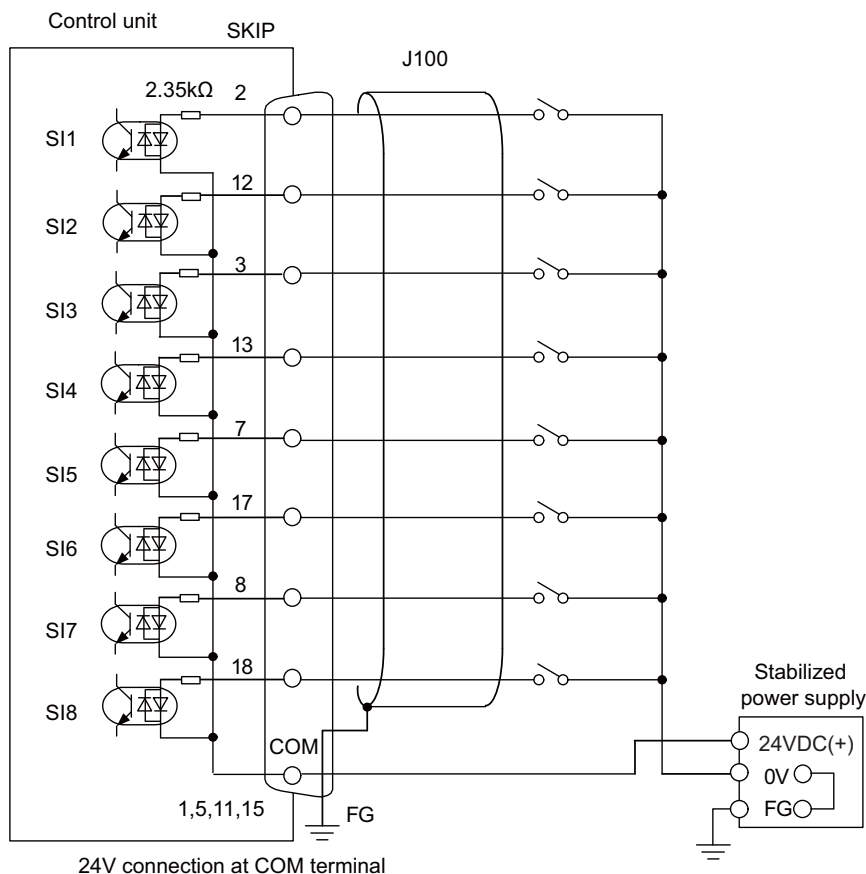 Control unit
SKIP
J100
2.35kΩ
2
SI1
12
SI2
3
SI3
13
SI4
7
SI5
17
SI6
8
SI7
18
SI8
Stabilized
power supply
COM
24VDC(+)
0V
1,5,11,15
FG
FG
24V connection at COM terminal